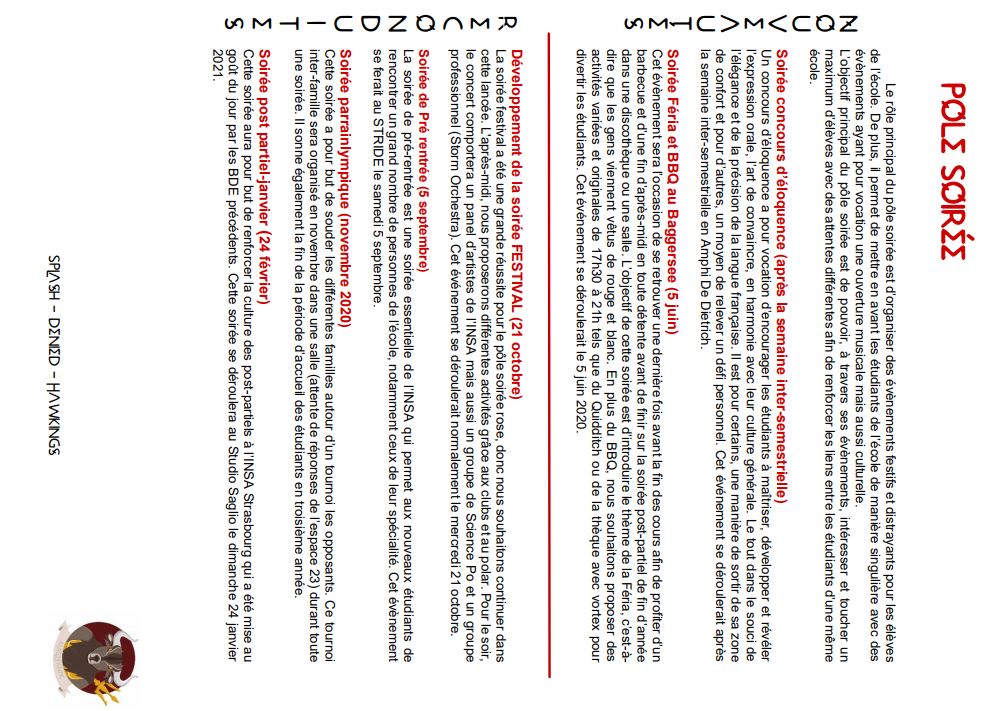 PØLE SØIRÉE
Le rôle principal du pôle soirée est d'organiser des évènements festifs et distrayants pour les élèves
de l'école. De plus, il permet de mettre en avant les étudiants de l'école de manière singulière avec des
évènements ayant pour vocation une ouverture musicale mais aussi culturelle.
L'objectif principal du pôle soirée est de pouvoir, à travers ses évènements, intéresser et toucher un
maximum d'élèves avec des attentes différentes afin de renforcer les liens entre les étudiants d'une même
école.
NØUVEAUTÉS
Soirée concours d'éloquence (après la semaine inter-semestrielle)
Un concours d'éloquence a pour vocation d'encourager les étudiants à maîtriser, développer et révéler
l'expression orale, l'art de convaincre, en harmonie avec leur culture générale. Le tout dans le souci de
l'élégance et de la précision de la langue française. Il est pour certains, une manière de sortir de sa zone
de confort et pour d'autres, un moyen de relever un défi personnel. Cet événement se déroulerait après
la semaine inter-semestrielle en Amphi De Dietrich.
Soirée Féria et BBQ au Baggersee (5 juin)
Cet évènement sera l'occasion de se retrouver une dernière fois avant la fin des cours afin de profiter d'un
barbecue et d'une fin d'après-midi en toute détente avant de finir sur la soirée post-partiel de fin d'année
dans une discothèque ou une salle. L'objectif de cette soirée est d'introduire le thème de la Féria, c'est-à-
dire que les gens viennent vêtus de rouge et blanc. En plus du BBQ, nous souhaitons proposer des
activités variées et originales de 17h30 à 21h tels que du Quidditch ou de la thèque avec vortex pour
divertir les étudiants. Cet événement se déroulerait le 5 juin 2020.
RECØNDUITES
Développement de la soirée FESTIVAL (21 octobre)
La soirée festival a été une grande réussite pour le pôle soirée rose, donc nous souhaitons continuer dans
cette lancée. L'après-midi, nous proposerons différentes activités grâce aux clubs et au polar. Pour le soir,
le concert comportera un panel d'artistes de l'INSA mais aussi un groupe de Science Po et un groupe
professionnel (Storm Orchestra). Cet événement se déroulerait normalement le mercredi 21 octobre.
Soirée de Pré rentrée (5 septembre)
La soirée de pré-rentrée est une soirée essentielle de l'INSA qui permet aux nouveaux étudiants de
rencontrer un grand nombre de personnes de l'école, notamment ceux de leur spécialité. Cet évènement
se ferait au STRIDE le samedi 5 septembre.
Soirée parrainlympique (novembre 2020)
Cette soirée a pour but de souder les différentes familles autour d'un tournoi les opposants. Ce tournoi
inter-famille sera organisé en novembre dans une salle (attente de réponses de l'espace 23) durant toute
une soirée. Il sonne également la fin de la période d'accueil des étudiants en troisième année.
Soirée post partiel-janvier (24 février)
Cette soirée aura pour but de renforcer la culture des post-partiels à l'INSA Strasbourg qui a été mise au
goût du jour par les BDE précédents. Cette soirée se déroulera au Studio Saglio le dimanche 24 janvier
2021.
SPLASH - DENIED - HAWKINGS